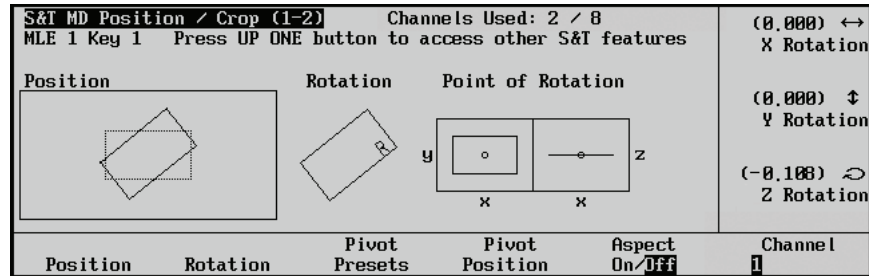 S&T MD Position / Crop (1-2) Channels Used: 2 / 8
MLE 1 Key 1 Press UP ONE button to access other S&T features
Position Rotation Point of Rotation
R
y z
x x
(0.000) ↔
X Rotation
(0.000) ↕
Y Rotation
(-0.108)
Z Rotation
Position Rotation Pivot Presets Pivot Position Aspect On/Off Channel 1